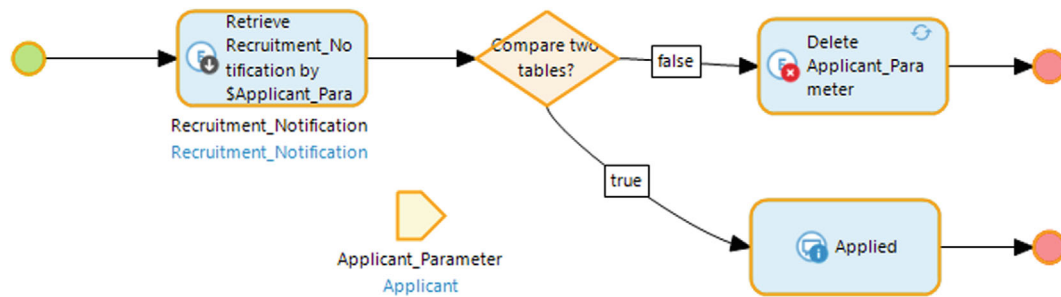 Retrieve
Recruitment_No
tification by
$Applicant_Para
Recruitment_Notification
Recruitment_Notification
Compare two
tables?
false
Delete
Applicant_Para
meter
true
Applicant_Parameter
Applicant
Applied